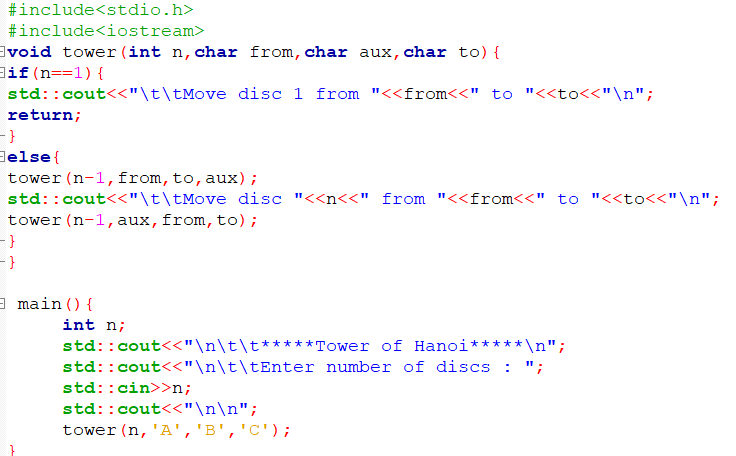 #include<stdio.h>
#include<iostream>
void tower(int n,char from,char aux,char to){
if(n==1){
std::cout<<"\t\tMove disc 1 from "<<from<<" to "<<to<<"\n";
return;
}
else{
tower(n-1,from,to,aux);
std::cout<<"\t\tMove disc "<<n<<" from "<<from<<" to "<<to<<"\n";
tower(n-1,aux,from,to);
}
}
main(){
int n;
std::cout<<"\n\t\t*****Tower of Hanoi*****\n";
std::cout<<"\n\t\tEnter number of discs : ";
std::cin>>n;
std::cout<<"\n\n";
tower(n,'A','B','C');
}